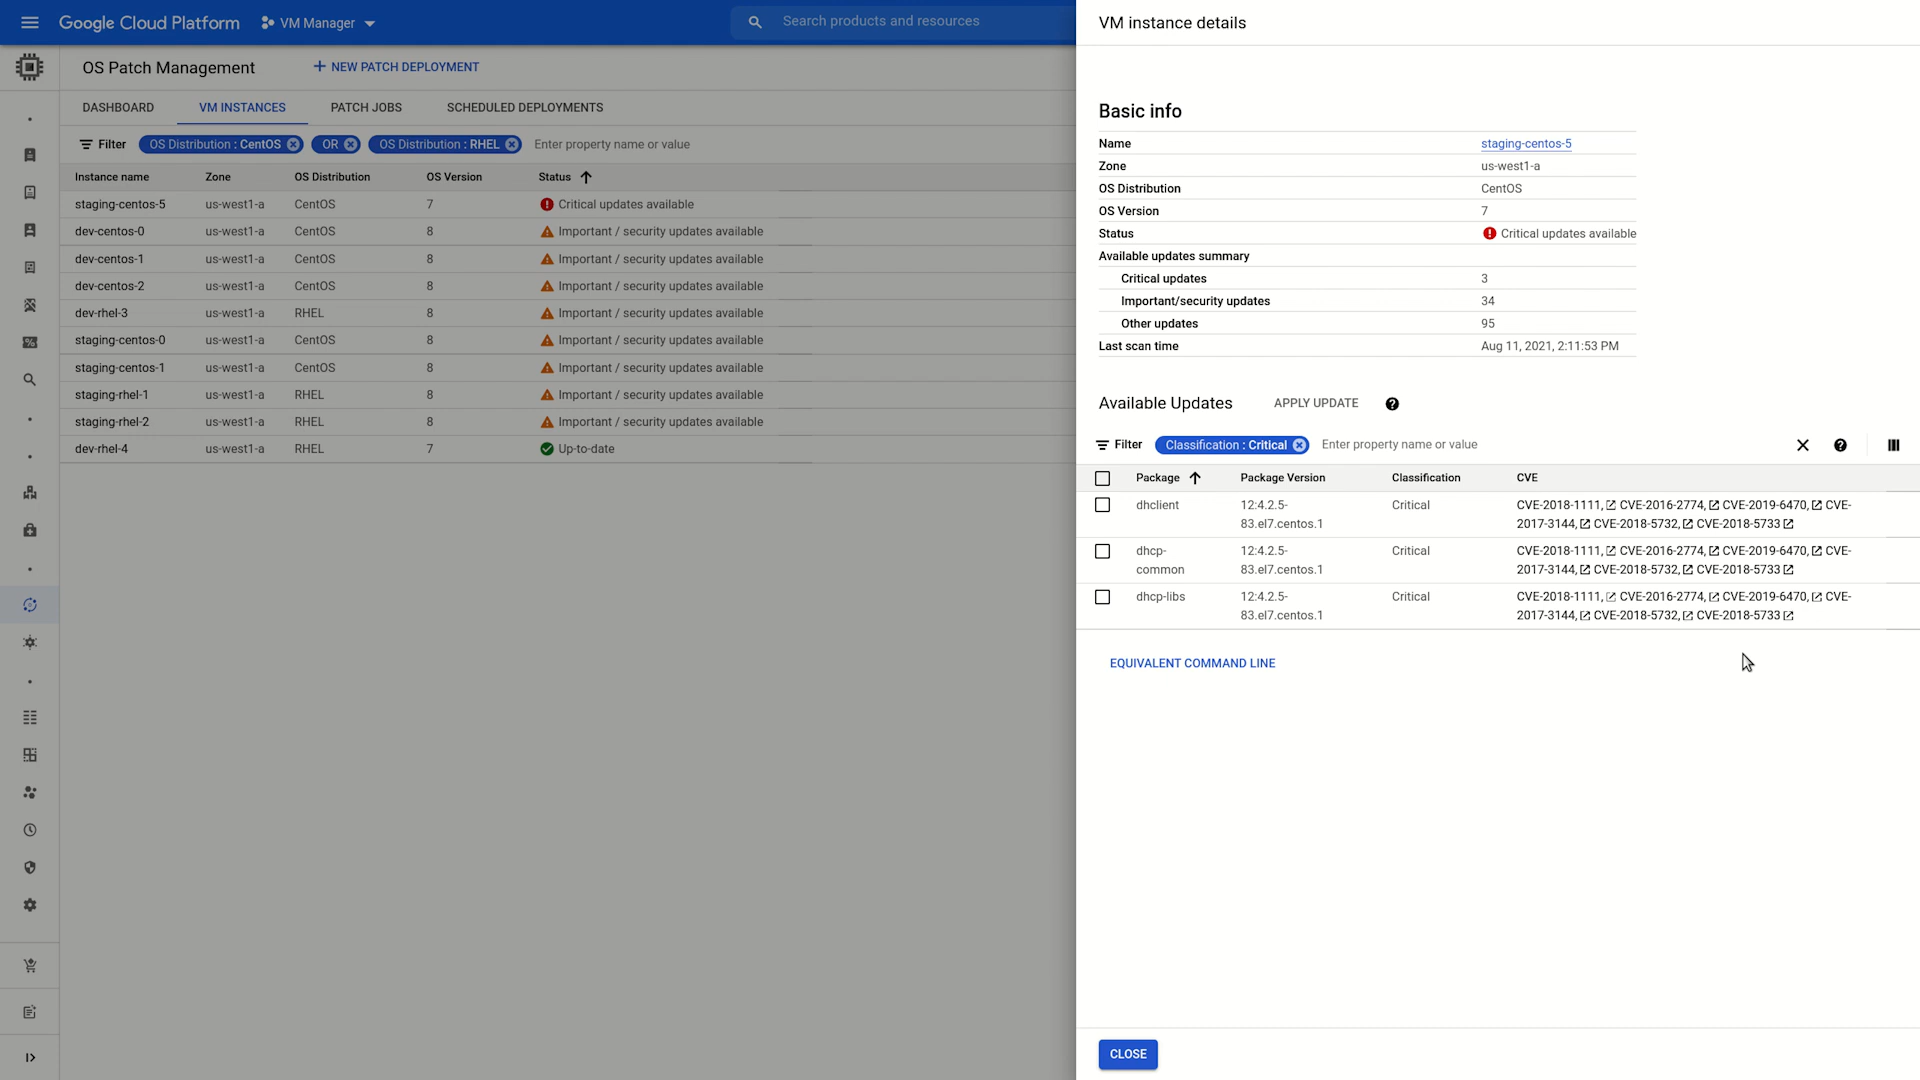 Google Cloud Platform
VM Manager
Search products and resources
OS Patch Management
NEW PATCH DEPLOYMENT
DASHBOARD
VM INSTANCES
PATCH JOBS
SCHEDULED DEPLOYMENTS
Filter
OS Distribution : CentOS
OR
OS Distribution : RHEL
Enter property name or value
Instance name Zone OS Distribution OS Version Status
staging-centos-5 us-west1-a CentOS 7 Critical updates available
dev-centos-0 us-west1-a CentOS 8 Important / security updates available
dev-centos-1 us-west1-a CentOS 8 Important / security updates available
dev-centos-2 us-west1-a CentOS 8 Important / security updates available
dev-rhel-3 us-west1-a RHEL 8 Important / security updates available
staging-centos-0 us-west1-a CentOS 8 Important / security updates available
staging-centos-1 us-west1-a CentOS 8 Important / security updates available
staging-rhel-1 us-west1-a RHEL 8 Important / security updates available
staging-rhel-2 us-west1-a RHEL 8 Important / security updates available
dev-rhel-4 us-west1-a RHEL 7 Up-to-date
VM instance details
Basic info
Name staging-centos-5
Zone us-west1-a
OS Distribution CentOS
OS Version 7
Status Critical updates available
Available updates summary
Critical updates 3
Important/security updates 34
Other updates 95
Last scan time Aug 11, 2021, 2:11:53 PM
Available Updates
APPLY UPDATE
Filter
Classification : Critical
Enter property name or value
Package Package Version Classification CVE
dhclient 12:4.2.5- Critical CVE-2018-1111, CVE-2016-2774, CVE-2019-6470, CVE-
83.el7.centos.1 2017-3144, CVE-2018-5732, CVE-2018-5733
dhcp- 12:4.2.5- Critical CVE-2018-1111, CVE-2016-2774, CVE-2019-6470, CVE-
common 83.el7.centos.1 2017-3144, CVE-2018-5732, CVE-2018-5733
dhcp-libs 12:4.2.5- Critical CVE-2018-1111, CVE-2016-2774, CVE-2019-6470, CVE-
83.el7.centos.1 2017-3144, CVE-2018-5732, CVE-2018-5733
EQUIVALENT COMMAND LINE
CLOSE